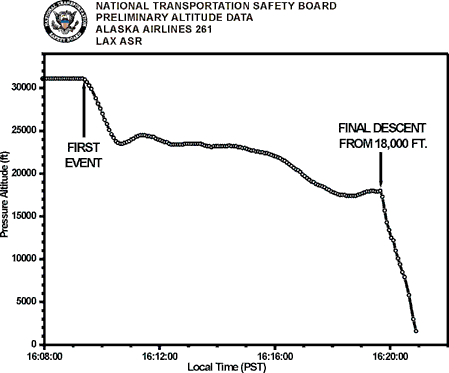 NATIONAL TRANSPORTATION SAFETY BOARD
PRELIMINARY ALTITUDE DATA
ALASKA AIRLINES 261
LAX ASR
30000
25000
20000
15000
10000
5000
0
Pressure Altitude (ft)
FIRST
EVENT
FINAL DESCENT
FROM 18,000 FT.
16:08:00
16:12:00
16:16:00
16:20:00
Local Time (PST)